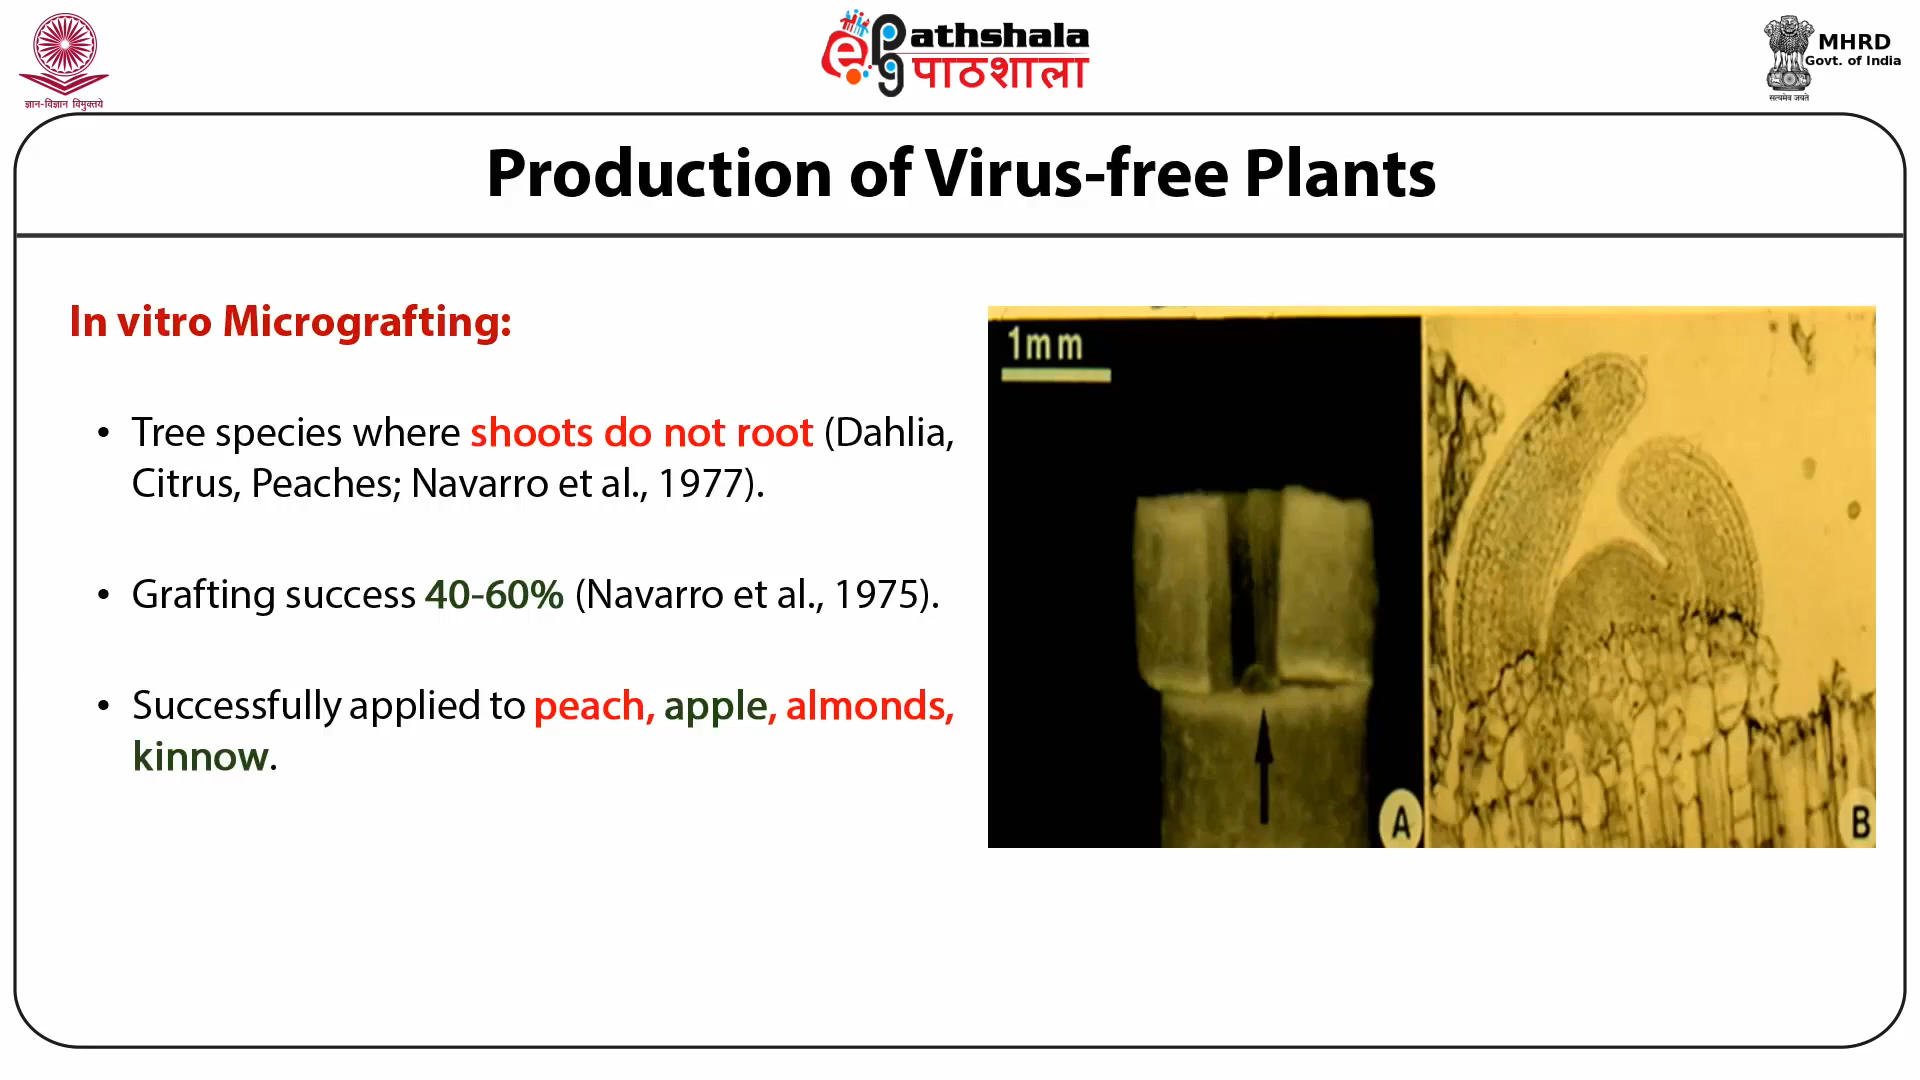 ज्ञान-विज्ञान विमुक्तये
ePathshala
पाठशाला
MHRD
Govt. of India
सत्यमेव जयते
Production of Virus-free Plants
In vitro Micrografting:
• Tree species where shoots do not root (Dahlia,
Citrus, Peaches; Navarro et al., 1977).
• Grafting success 40-60% (Navarro et al., 1975).
• Successfully applied to peach, apple, almonds,
kinnow.
1mm
A
B